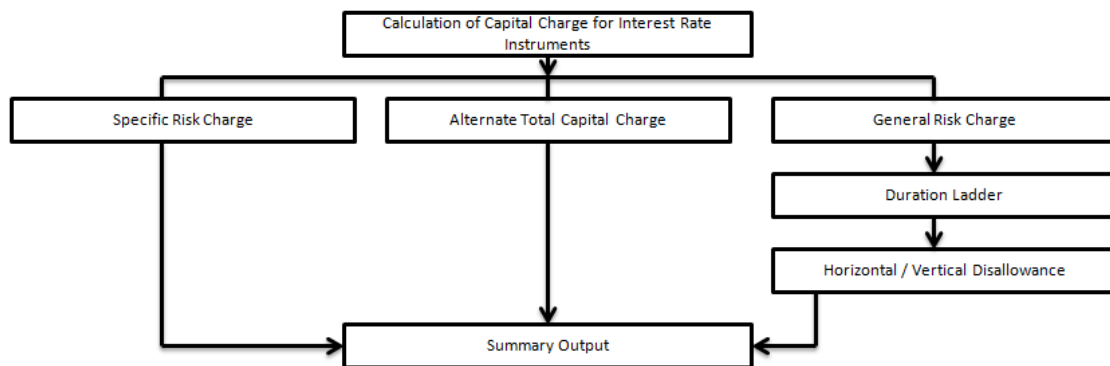 Calculation of Capital Charge for Interest Rate
Instruments
Specific Risk Charge
Alternate Total Capital Charge
General Risk Charge
Duration Ladder
Horizontal / Vertical Disallowance
Summary Output